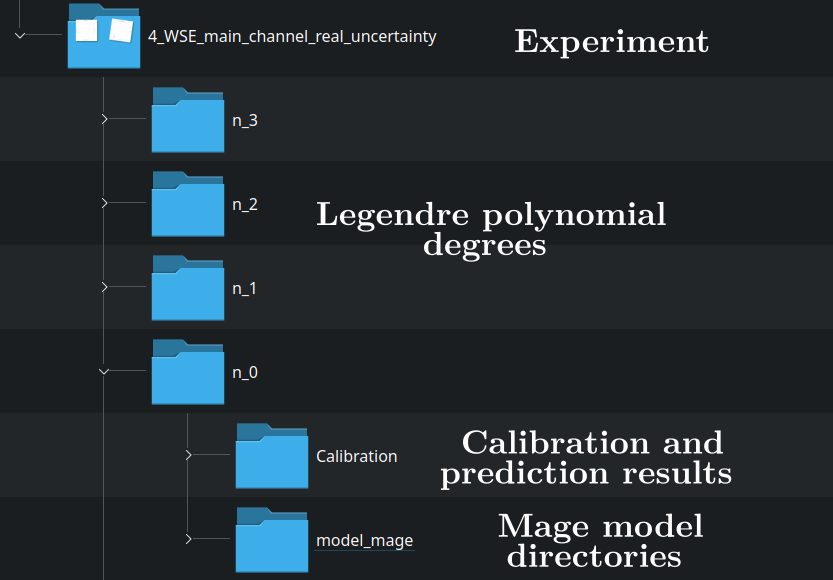 4_WSE_main_channel_real_uncertainty
Experiment
n_3
n_2
Legendre polynomial
degrees
n_1
n_0
Calibration
Calibration and
prediction results
model_mage
Mage model
directories